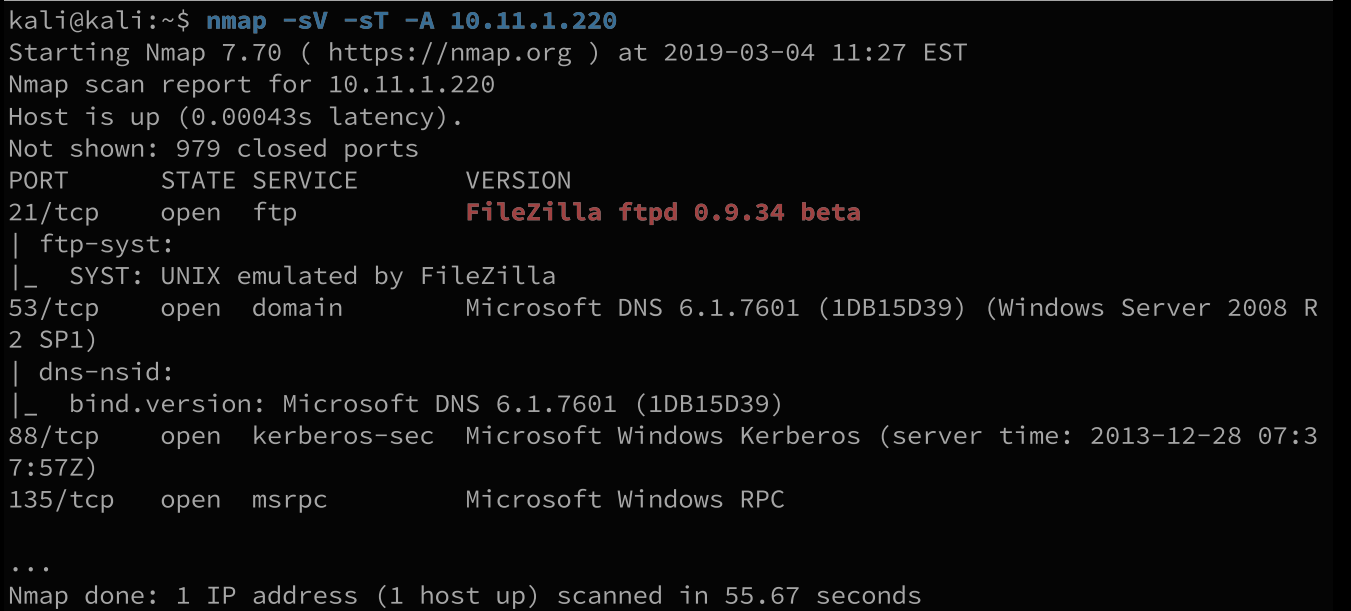 kali@kali:~$ nmap -sV -sT -A 10.11.1.220
Starting Nmap 7.70 ( https://nmap.org ) at 2019-03-04 11:27 EST
Nmap scan report for 10.11.1.220
Host is up (0.00043s latency).
Not shown: 979 closed ports
PORT      STATE SERVICE       VERSION
21/tcp    open  ftp           FileZilla ftpd 0.9.34 beta
| ftp-syst:
|_  SYST: UNIX emulated by FileZilla
53/tcp    open  domain        Microsoft DNS 6.1.7601 (1DB15D39) (Windows Server 2008 R
2 SP1)
| dns-nsid:
|_  bind.version: Microsoft DNS 6.1.7601 (1DB15D39)
88/tcp    open  kerberos-sec  Microsoft Windows Kerberos (server time: 2013-12-28 07:3
7:57Z)
135/tcp   open  msrpc         Microsoft Windows RPC
...
Nmap done: 1 IP address (1 host up) scanned in 55.67 seconds